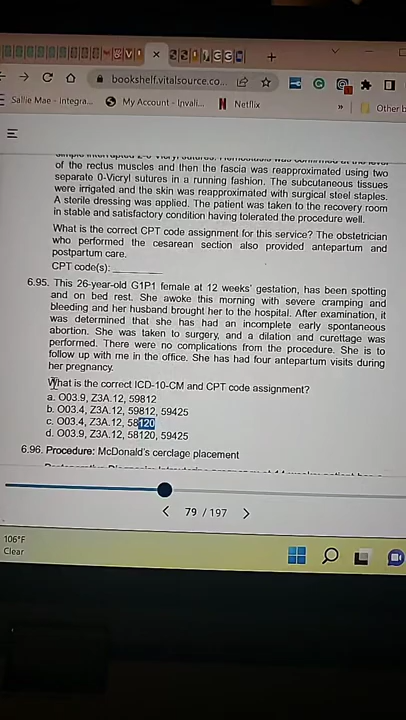 bookshelf.vitalsource.co...
Sallie Mae - Integra...
My Account - Invali...
Netflix
»
Other b
of the rectus muscles and then the fascia was reapproximated using two
separate 0-Vicryl sutures in a running fashion. The subcutaneous tissues
were irrigated and the skin was reapproximated with surgical steel staples.
A sterile dressing was applied. The patient was taken to the recovery room
in stable and satisfactory condition having tolerated the procedure well.
What is the correct CPT code assignment for this service? The obstetrician
who performed the cesarean section also provided antepartum and
postpartum care.
CPT code(s): ________
6.95. This 26-year-old G1P1 female at 12 weeks' gestation, has been spotting
and on bed rest. She awoke this morning with severe cramping and
bleeding and her husband brought her to the hospital. After examination, it
was determined that she has had an incomplete early spontaneous
abortion. She was taken to surgery, and a dilation and curettage was
performed. There were no complications from the procedure. She is to
follow up with me in the office. She has had four antepartum visits during
her pregnancy.
What is the correct ICD-10-CM and CPT code assignment?
a. O03.9, Z3A.12, 59812
b. O03.4, Z3A.12, 59812, 59425
c. O03.4, Z3A.12, 58120
d. O03.9, Z3A.12, 58120, 59425
6.96. Procedure: McDonald's cerclage placement
79 / 197
106°F
Clear